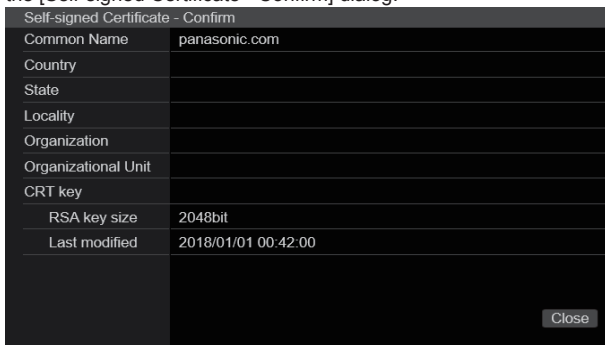 the [Self-signed Certificate - Confirm] dialog.
Self-signed Certificate - Confirm
Common Name panasonic.com
Country
State
Locality
Organization
Organizational Unit
CRT key
RSA key size 2048bit
Last modified 2018/01/01 00:42:00
Close